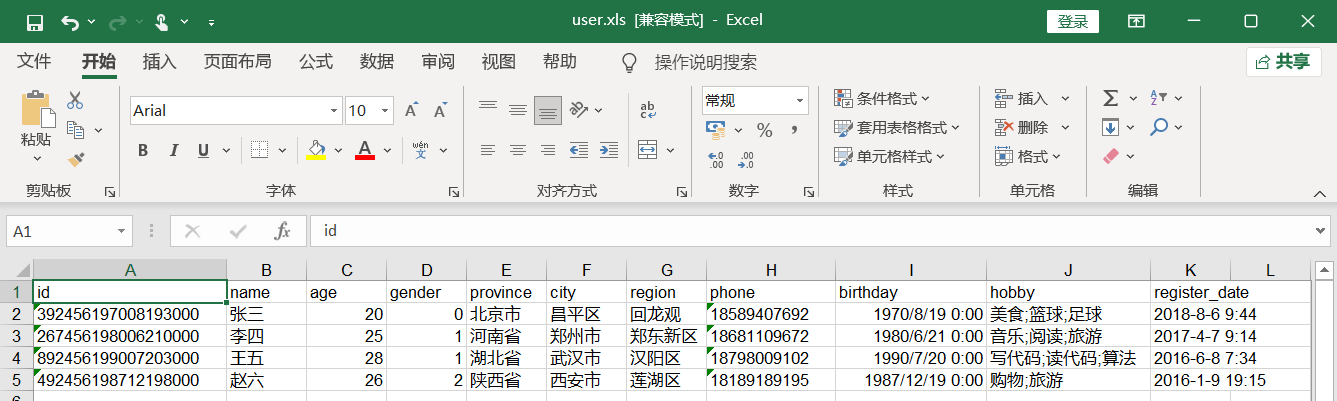 user.xls [兼容模式] - Excel 登录
文件 开始 插入 页面布局 公式 数据 审阅 视图 帮助 操作说明搜索 共享
粘贴 Arial 10 B I U A A A wén 文 ab c 常规 % , .0 .00 .00 .0 条件格式 套用表格格式 单元格样式 插入 删除 格式 Σ A Z
剪贴板 字体 对齐方式 数字 样式 单元格 编辑
A1 fx id
A B C D E F G H I J K L
1 id name age gender province city region phone birthday hobby register_date
2 392456197008193000 张三 20 0 北京市 昌平区 回龙观 18589407692 1970/8/19 0:00 美食;篮球;足球 2018-8-6 9:44
3 267456198006210000 李四 25 1 河南省 郑州市 郑东新区 18681109672 1980/6/21 0:00 音乐;阅读;旅游 2017-4-7 9:14
4 892456199007203000 王五 28 1 湖北省 武汉市 汉阳区 18798009102 1990/7/20 0:00 写代码;读代码;算法 2016-6-8 7:34
5 492456198712198000 赵六 26 2 陕西省 西安市 莲湖区 18189189195 1987/12/19 0:00 购物;旅游 2016-1-9 19:15